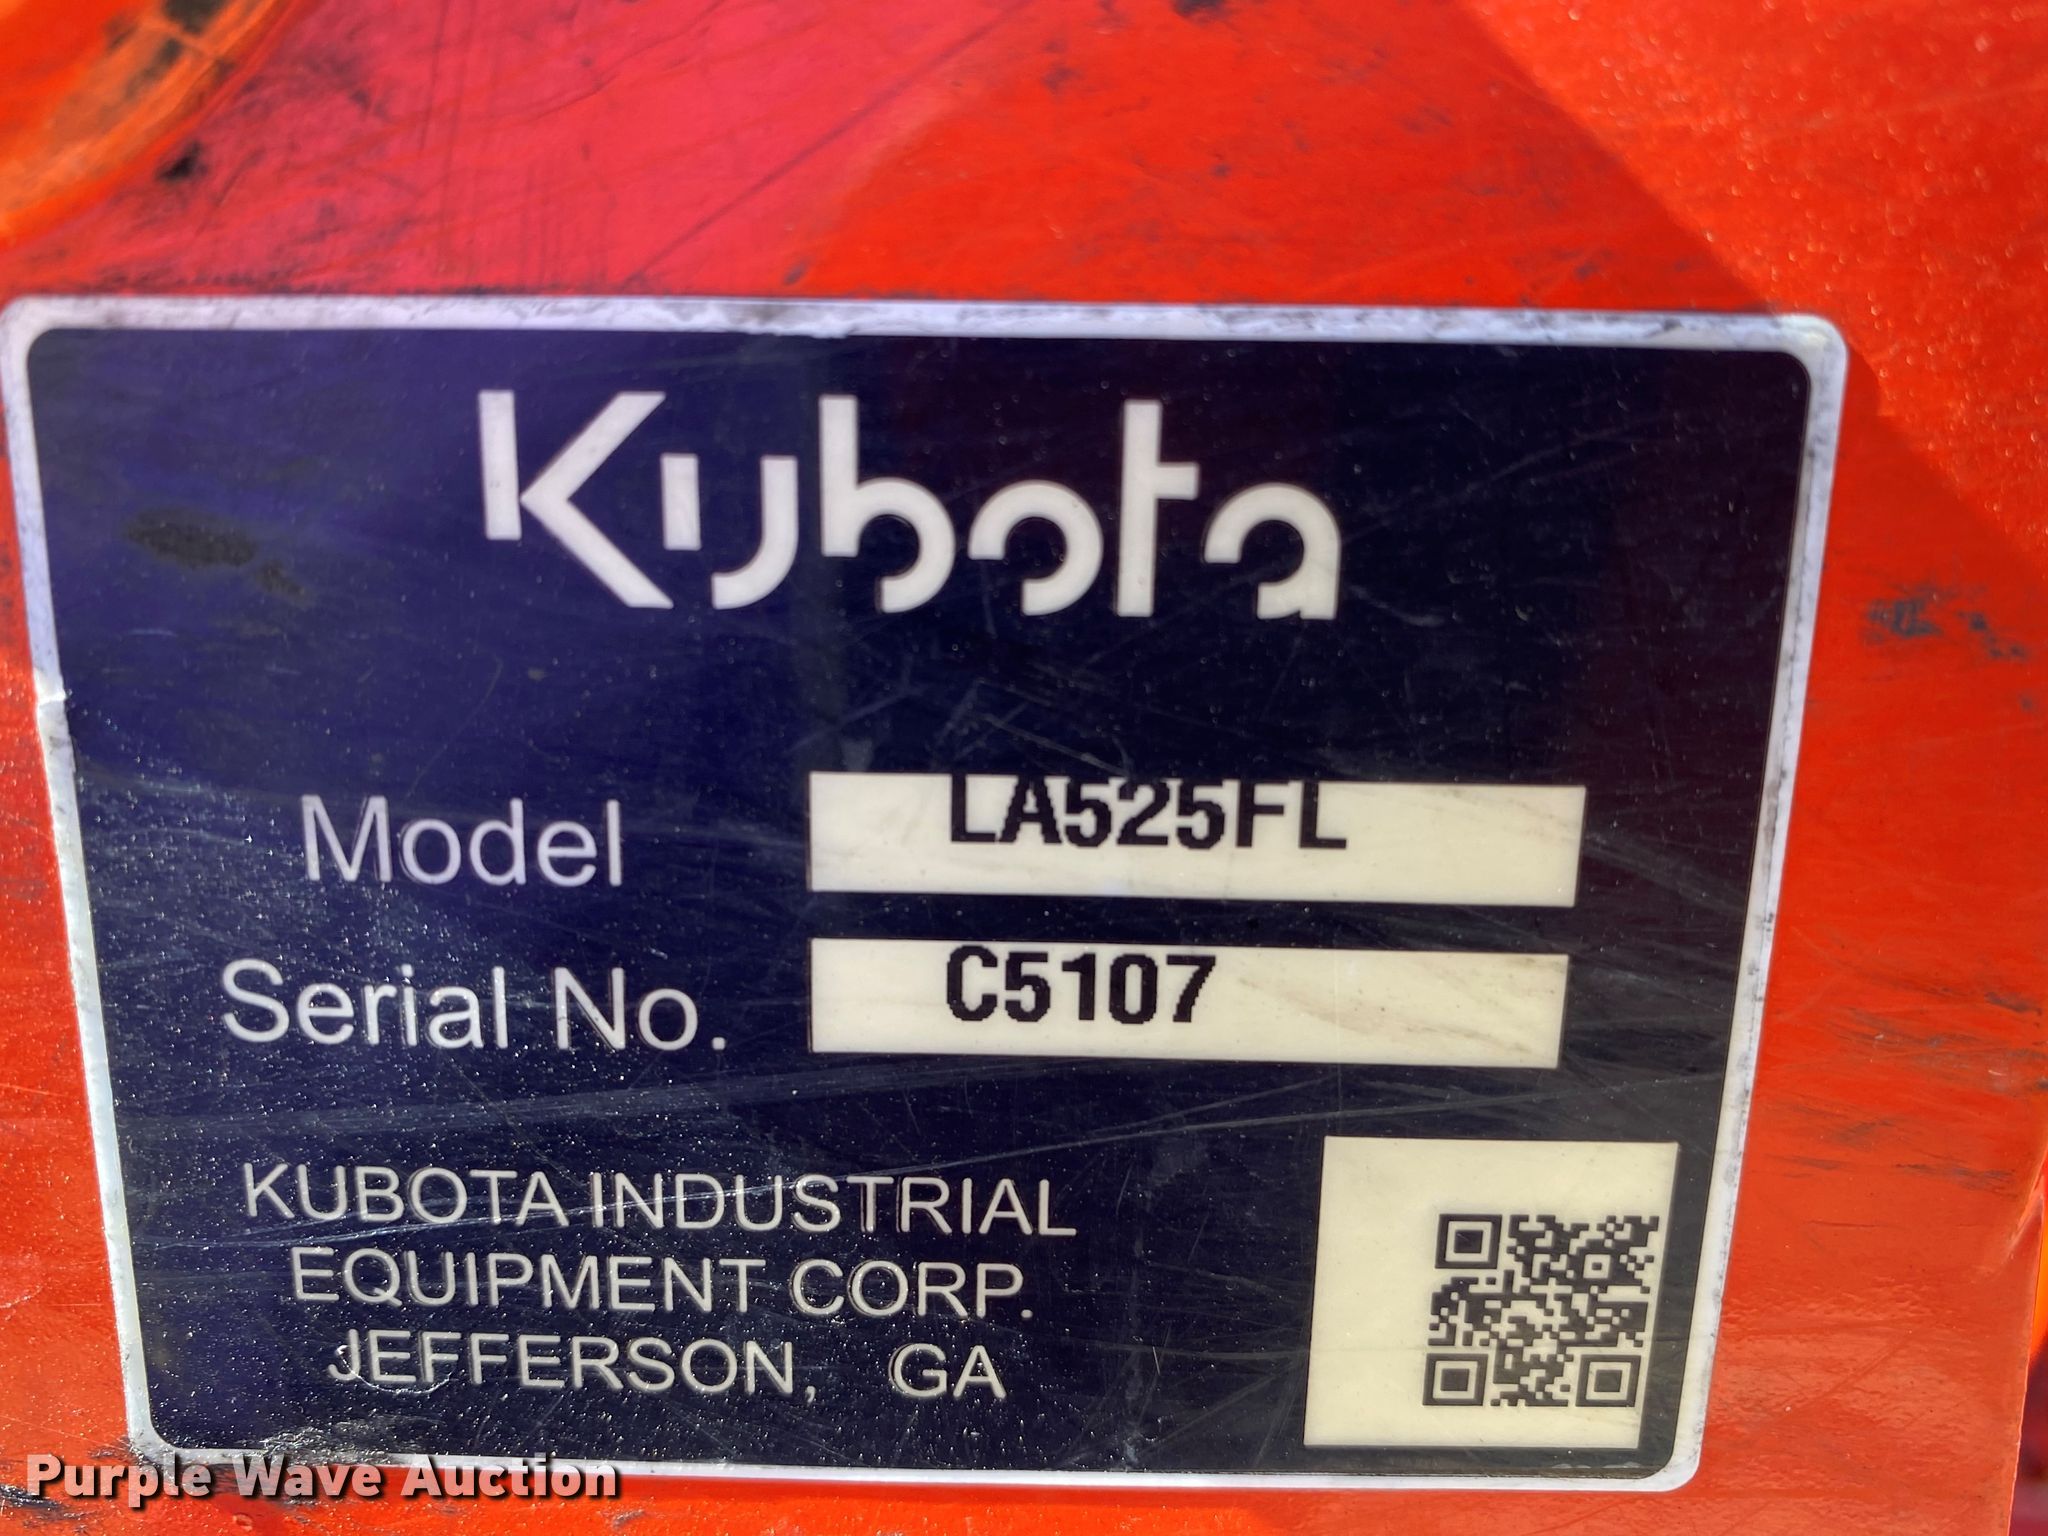 Kubota
Model LA525FL
Serial No. C5107
KUBOTA INDUSTRIAL
EQUIPMENT CORP.
JEFFERSON, GA
Purple Wave Auction